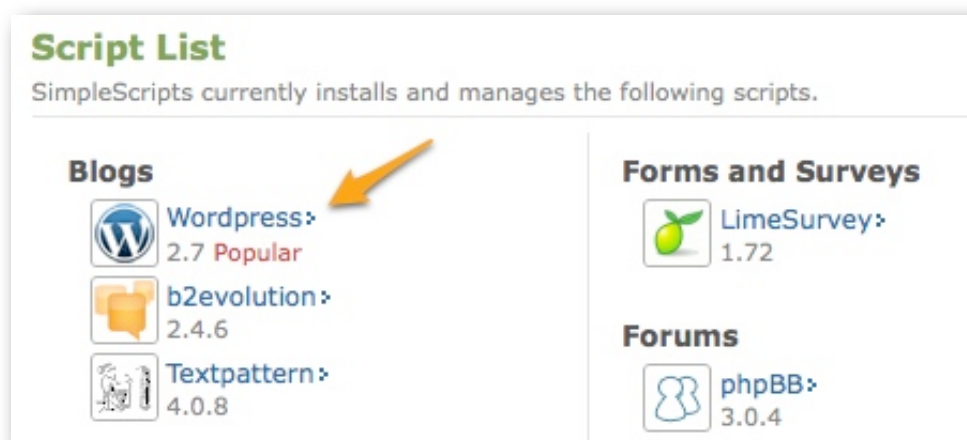 Script List
SimpleScripts currently installs and manages the following scripts.
Blogs
Wordpress
2.7 Popular
b2evolution
2.4.6
Textpattern
4.0.8
Forms and Surveys
LimeSurvey
1.72
Forums
phpBB
3.0.4